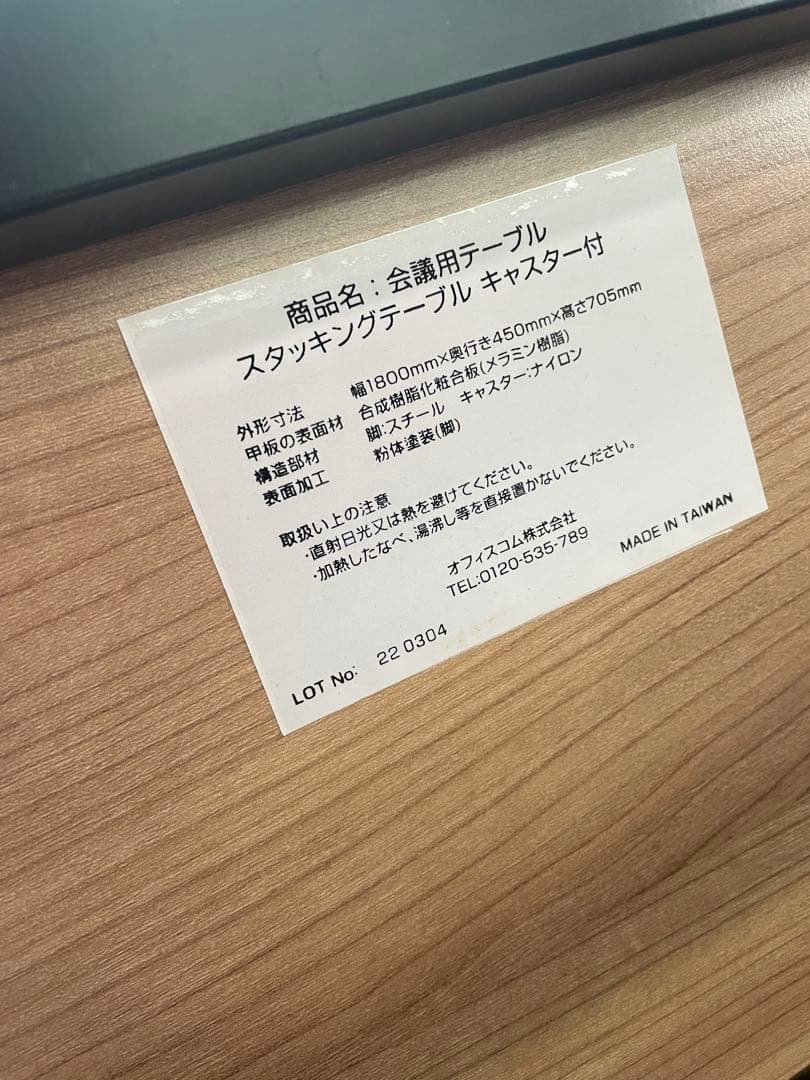 商品名：会議用テーブル
スタッキングテーブル キャスター付
外形寸法 幅1800mm×奥行き450mm×高さ705mm
甲板の表面材 合成樹脂化粧合板(メラミン樹脂)
構造部材 脚:スチール キャスター:ナイロン
表面加工 粉体塗装(脚)
取扱い上の注意
・直射日光又は熱を避けてください。
・加熱したなべ、湯沸し等を直接置かないでください。
オフィスコム株式会社
TEL:0120-535-789
MADE IN TAIWAN
LOT No: 22 0304